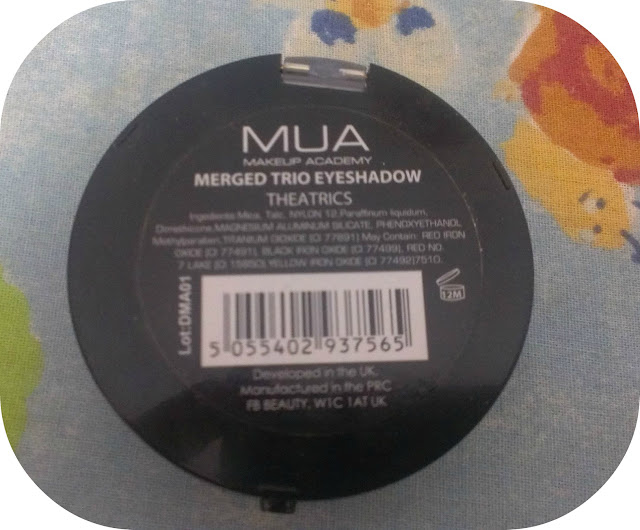 MUA
MAKEUP ACADEMY
MERGED TRIO EYESHADOW
THEATRICS
Ingredients:Mica, Talc, NYLON 12,Paraffinum liquidum,
Dimethicone,MAGNESIUM ALUMINUM SILICATE, PHENOXYETHANOL
Methylparaben,TITANIUM DIOXIDE [CI 77891] May Contain: RED IRON
OXIDE [CI 77491], BLACK IRON OXIDE [CI 77499], RED NO.
7 LAKE [CI 15850],YELLOW IRON OXIDE [CI 77492]7510.
12M
Lot:DMA01
5 055402 937565
Developed in the UK.
Manufactured in the PRC
FB BEAUTY, W1C 1AT UK